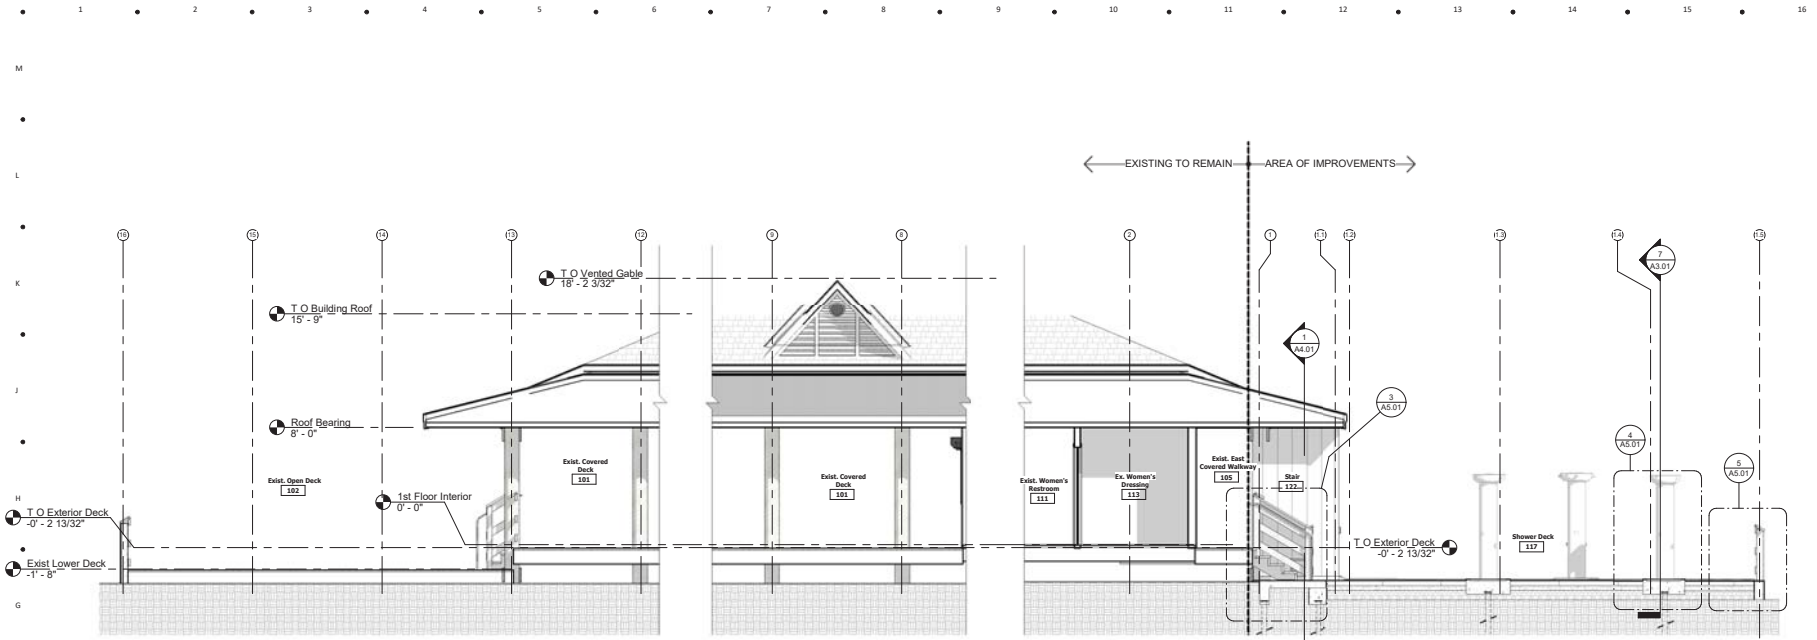 1 2 3 4 5 6 7 8 9 10 11 12 13 14 15 16
M
L
EXISTING TO REMAIN AREA OF IMPROVEMENTS
16 15 14 13 12 9 8 2 1 1.1 1.2 1.3 1.4 1.5
7
A3.01
K
T O Vented Gable
18' - 2 3/32"
T O Building Roof
15' - 9"
1
A4.01
J
3
A5.01
Roof Bearing
8' - 0"
4
A5.01
5
A5.01
Exist. Open Deck
102
Exist. Covered
Deck
101
Exist. Covered
Deck
101
Exist. Women's
Restroom
111
Ex. Women's
Dressing
113
Exist. East
Covered Walkway
105
Stair
122
H
1st Floor Interior
0' - 0"
T O Exterior Deck
-0' - 2 13/32"
T O Exterior Deck
-0' - 2 13/32"
Shower Deck
117
Exist Lower Deck
-1' - 8"
G